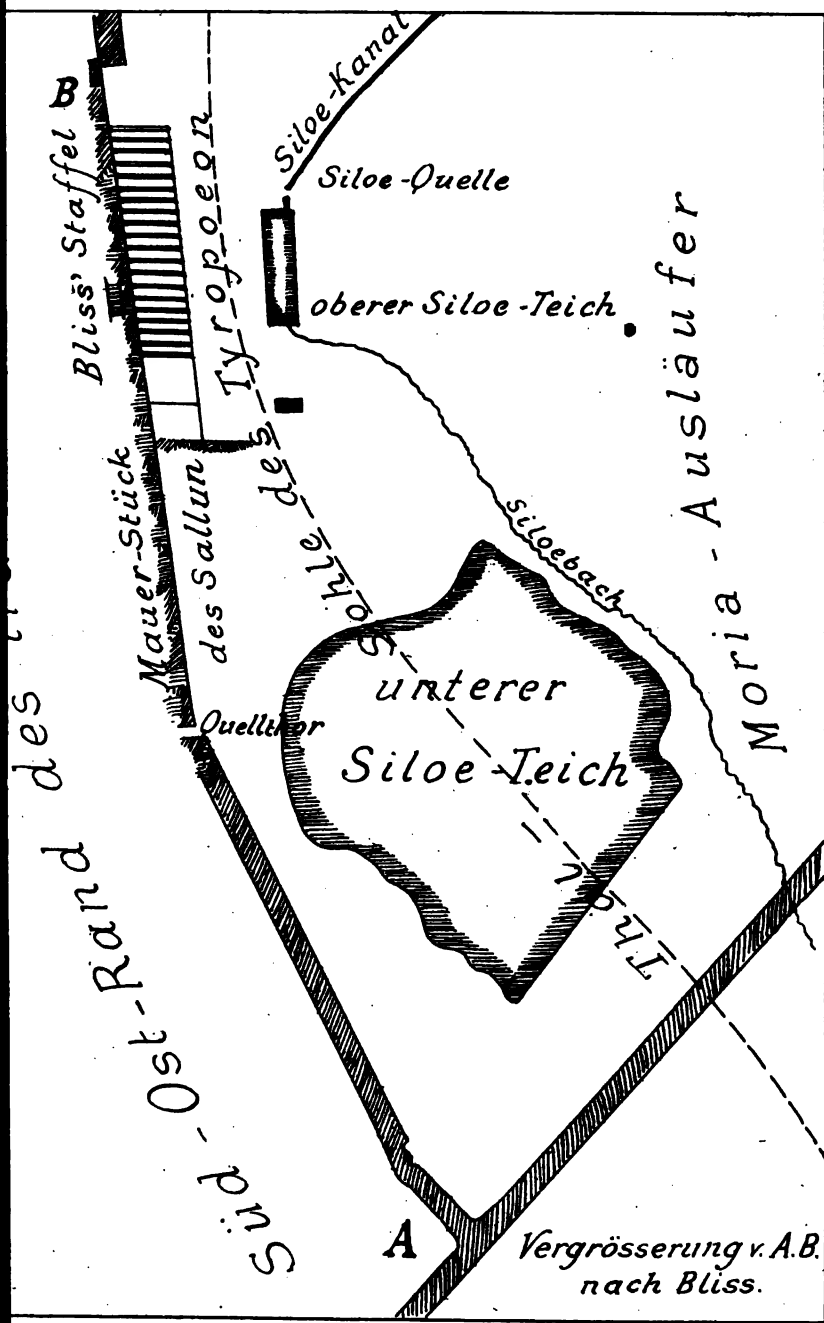 Siloe-Kanal
B
Siloe-Quelle
Bliss' Staffel
oberer Siloe-Teich
Thal-Sohle des Tyropoeon
Moria-Ausläufer
Mauer-Stück
des Sallun
Siloebach
Quellthor
unterer
Siloe-Teich
Süd-Ost-Rand des
A
Vergrösserung v. A.B.
nach Bliss.